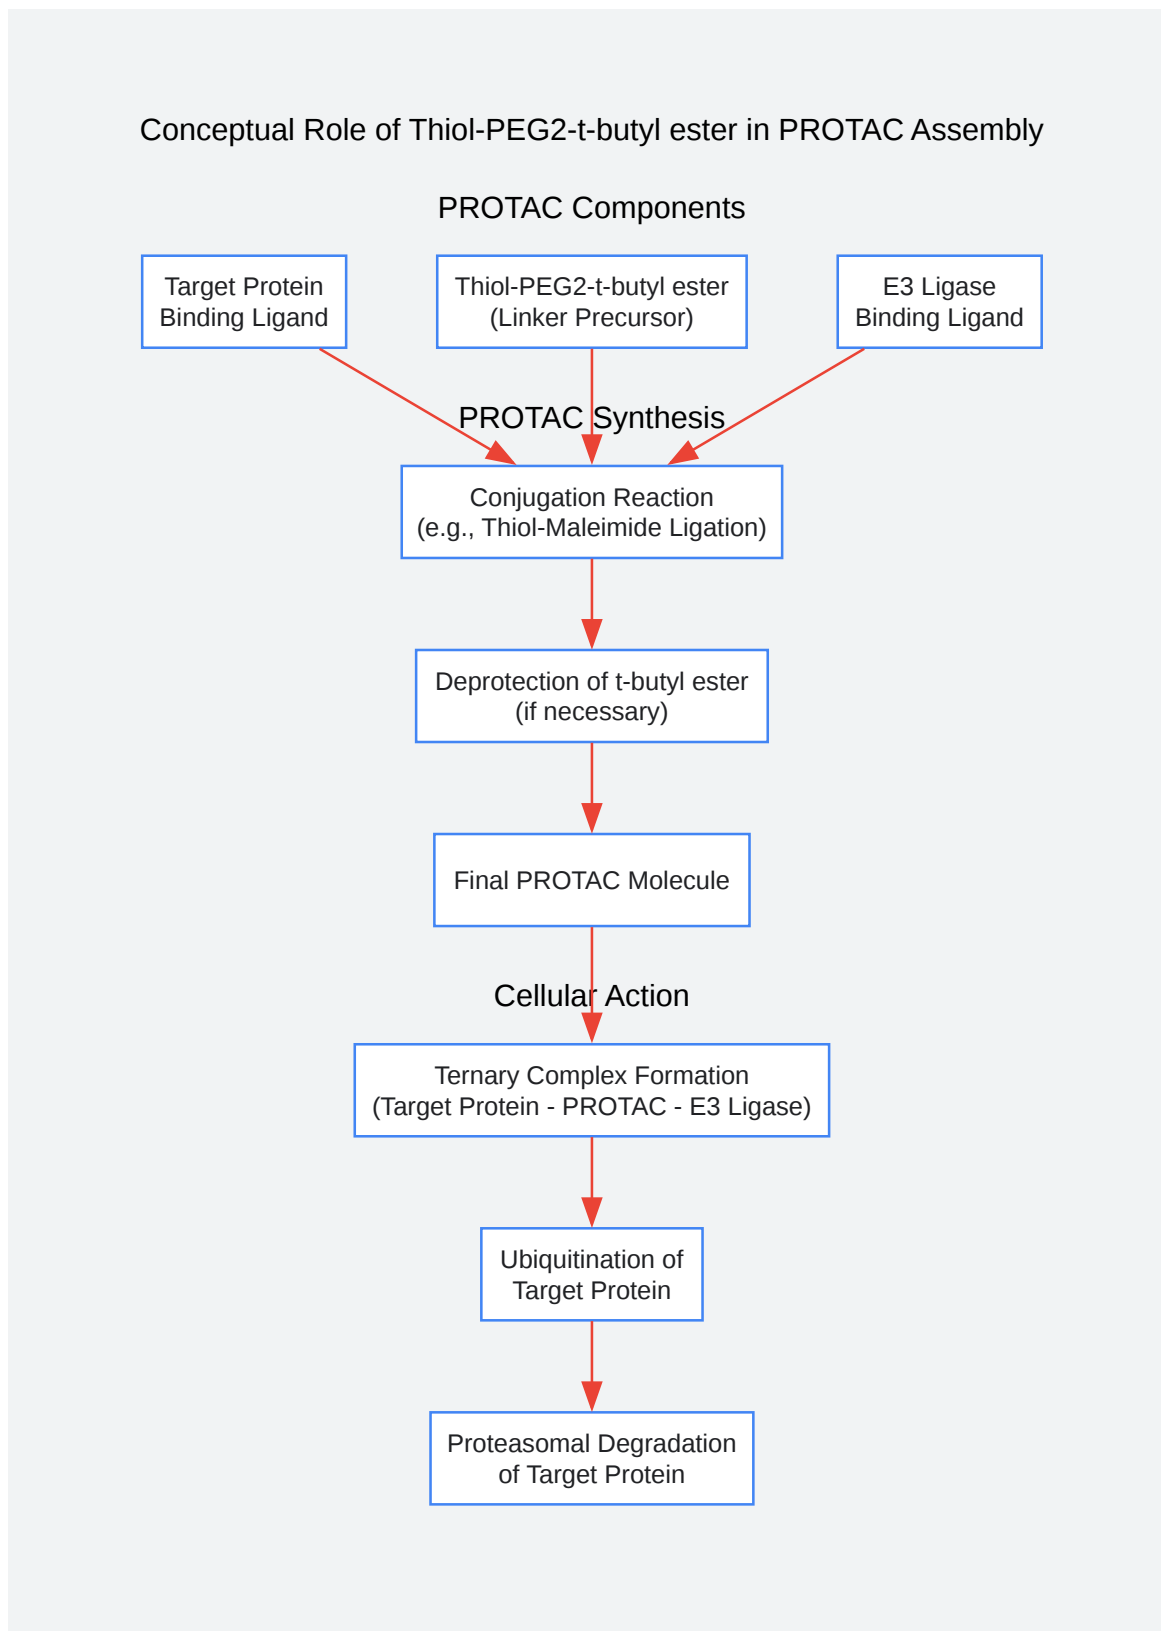 Conceptual Role of Thiol-PEG2-t-butyl ester in PROTAC Assembly
PROTAC Components
Target Protein
Binding Ligand
Thiol-PEG2-t-butyl ester
(Linker Precursor)
E3 Ligase
Binding Ligand
PROTAC Synthesis
Conjugation Reaction
(e.g., Thiol-Maleimide Ligation)
Deprotection of t-butyl ester
(if necessary)
Final PROTAC Molecule
Cellular Action
Ternary Complex Formation
(Target Protein - PROTAC - E3 Ligase)
Ubiquitination of
Target Protein
Proteasomal Degradation
of Target Protein